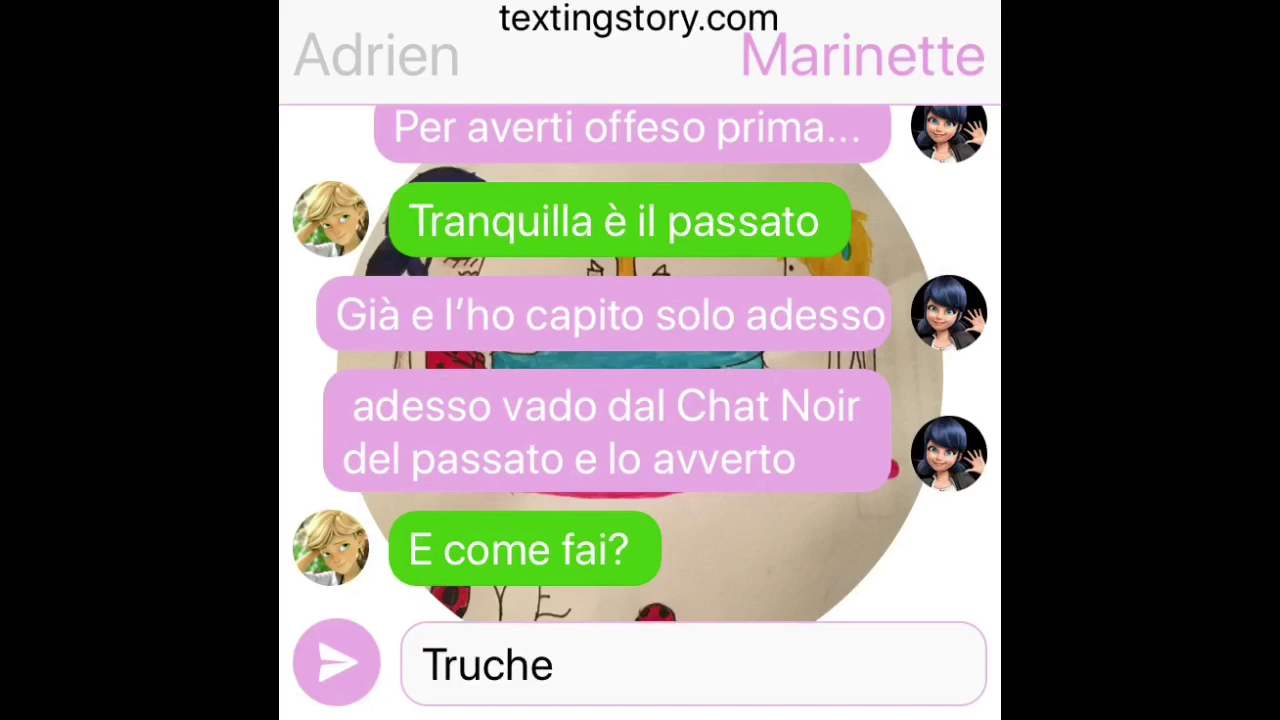 textingstory.com
Adrien
Marinette
Per averti offeso prima...
Tranquilla è il passato
Già e l’ho capito solo adesso
adesso vado dal Chat Noir
del passato e lo avverto
E come fai?
Y E
Truche